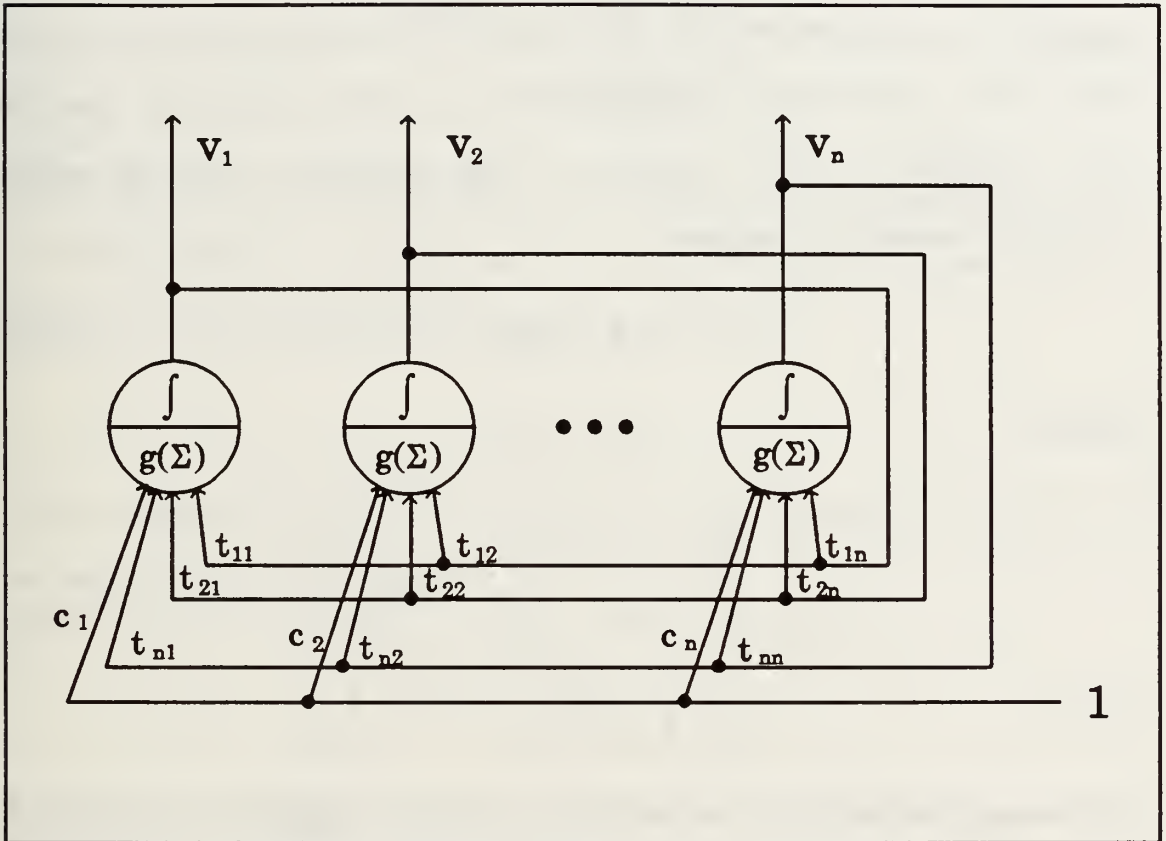 V₁ V₂ Vₙ
∫ ∫ ∫
g(Σ) g(Σ) g(Σ)
t₁₁ t₁₂ t₁ₙ
t₂₁ t₂₂ t₂ₙ
c₁ c₂ cₙ
tₙ₁ tₙ₂ tₙₙ
1